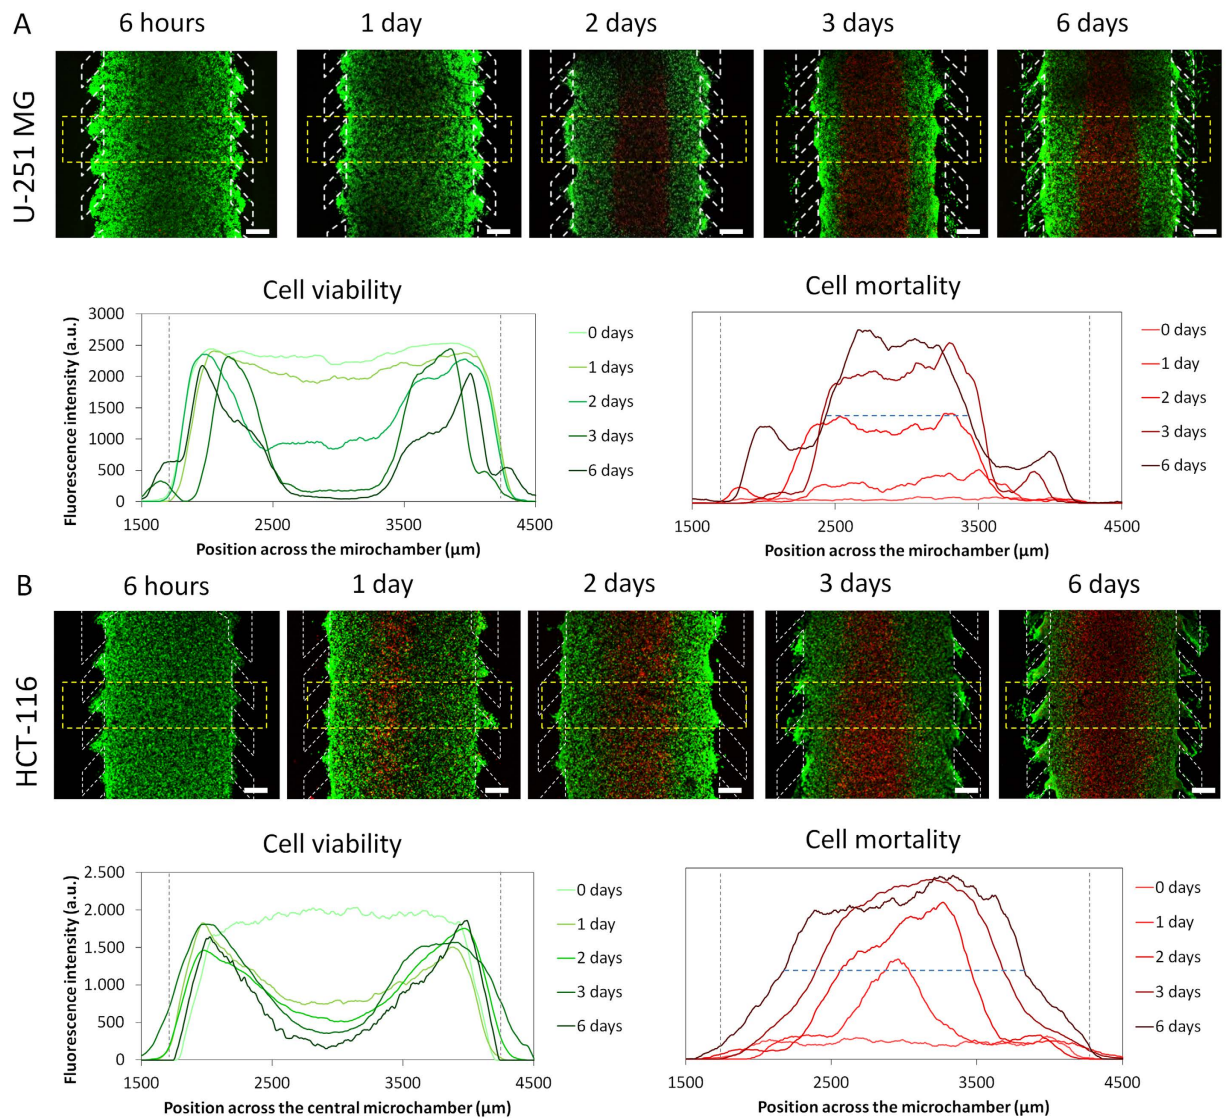 A
6 hours
1 day
2 days
3 days
6 days
U-251 MG
Cell viability
Fluorescence intensity (a.u.)
3000
2500
2000
1500
1000
500
0
1500
2500
3500
4500
Position across the mirochamber (µm)
0 days
1 days
2 days
3 days
6 days
Cell mortality
1500
2500
3500
4500
Position across the mirochamber (µm)
0 days
1 day
2 days
3 days
6 days
B
6 hours
1 day
2 days
3 days
6 days
HCT-116
Cell viability
Fluorescence intensity (a.u.)
2.500
2.000
1.500
1.000
500
0
1500
2500
3500
4500
Position across the central microchamber (µm)
0 days
1 day
2 days
3 days
6 days
Cell mortality
1500
2500
3500
4500
Position across the mirochamber (µm)
0 days
1 day
2 days
3 days
6 days